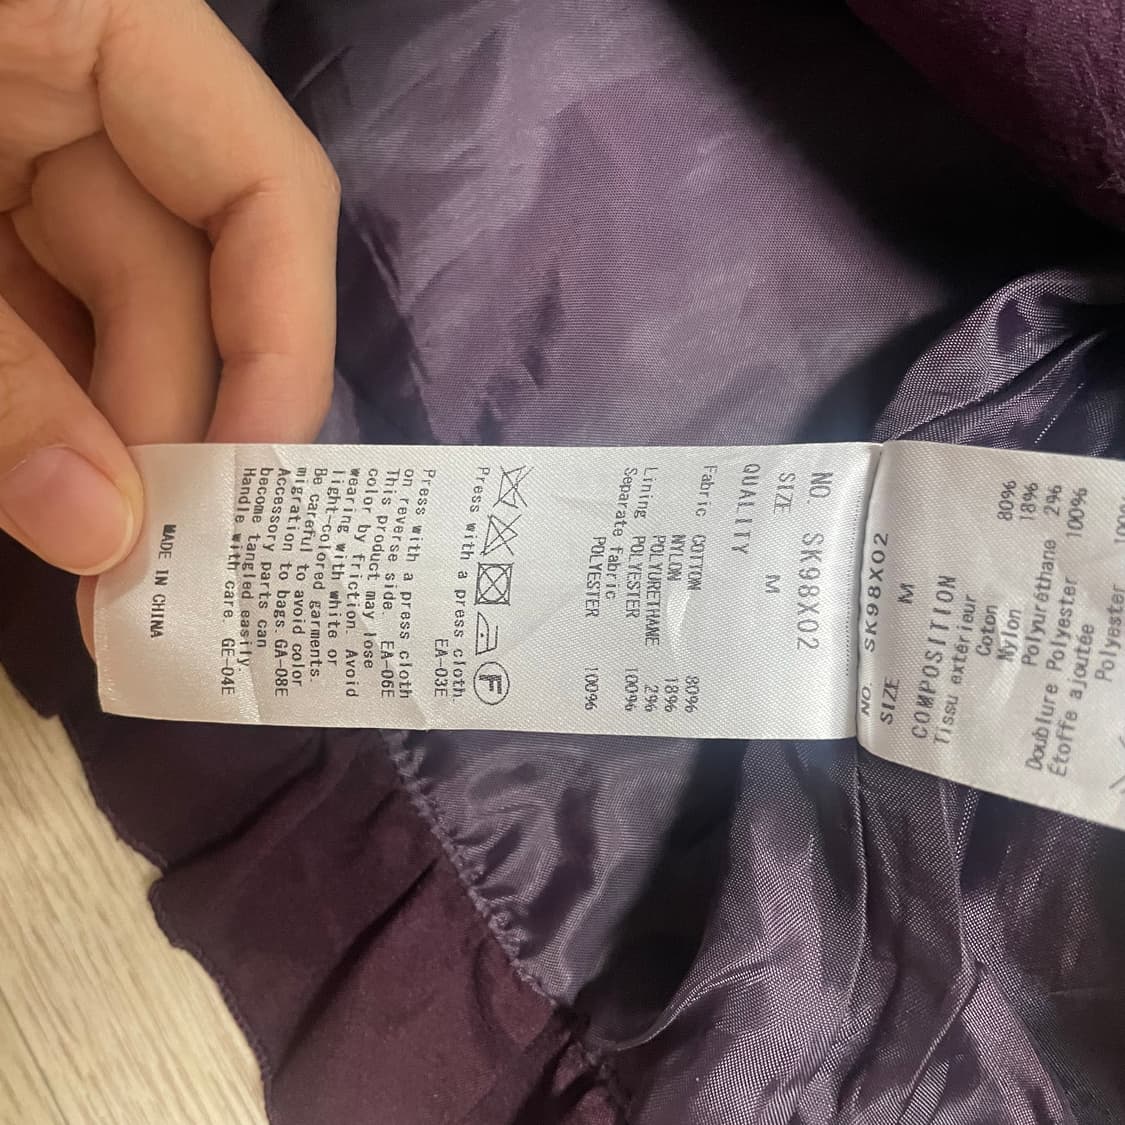 NO. SK98X02
SIZE M
QUALITY
Fabric COTTON 80%
NYLON 18%
POLYURETHANE 2%
Lining POLYESTER 100%
Separate fabric
POLYESTER 100%
F
Press with a press cloth.
EA-03E
Press with a press cloth
on reverse side. EA-06E
This product may lose
color by friction. Avoid
wearing with white or
light-colored garments.
Be careful to avoid color
migration to bags. GA-08E
Accessory parts can
become tangled easily.
Handle with care. GE-04E
MADE IN CHINA
NO. SK98X02
SIZE M
COMPOSITION
Tissu extérieur
Coton 80%
Nylon 18%
Polyuréthane 2%
Doublure Polyester 100%
Étoffe ajoutée
Polyester